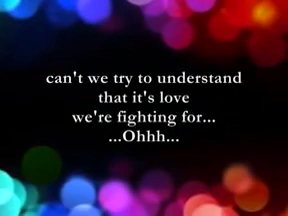 can't we try to understand
that it's love
we're fighting for...
...Ohhh...